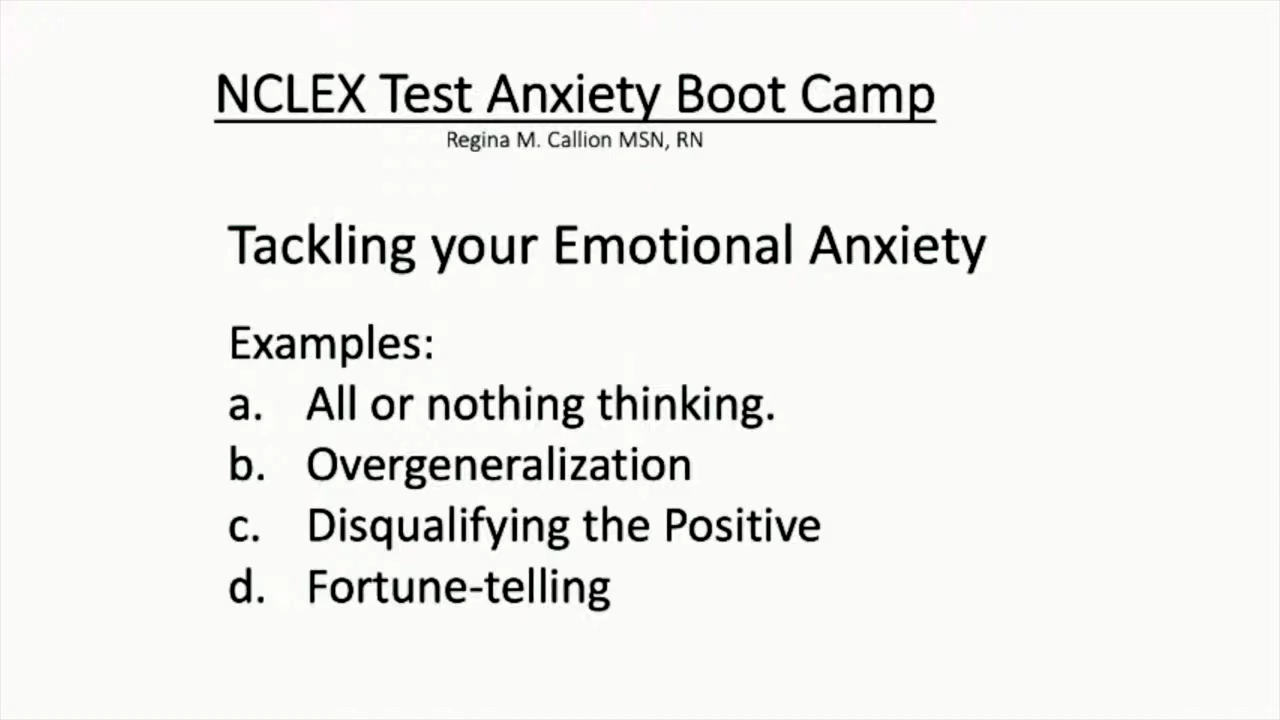 NCLEX Test Anxiety Boot Camp
Regina M. Callion MSN, RN
Tackling your Emotional Anxiety
Examples:
a. All or nothing thinking.
b. Overgeneralization
c. Disqualifying the Positive
d. Fortune-telling